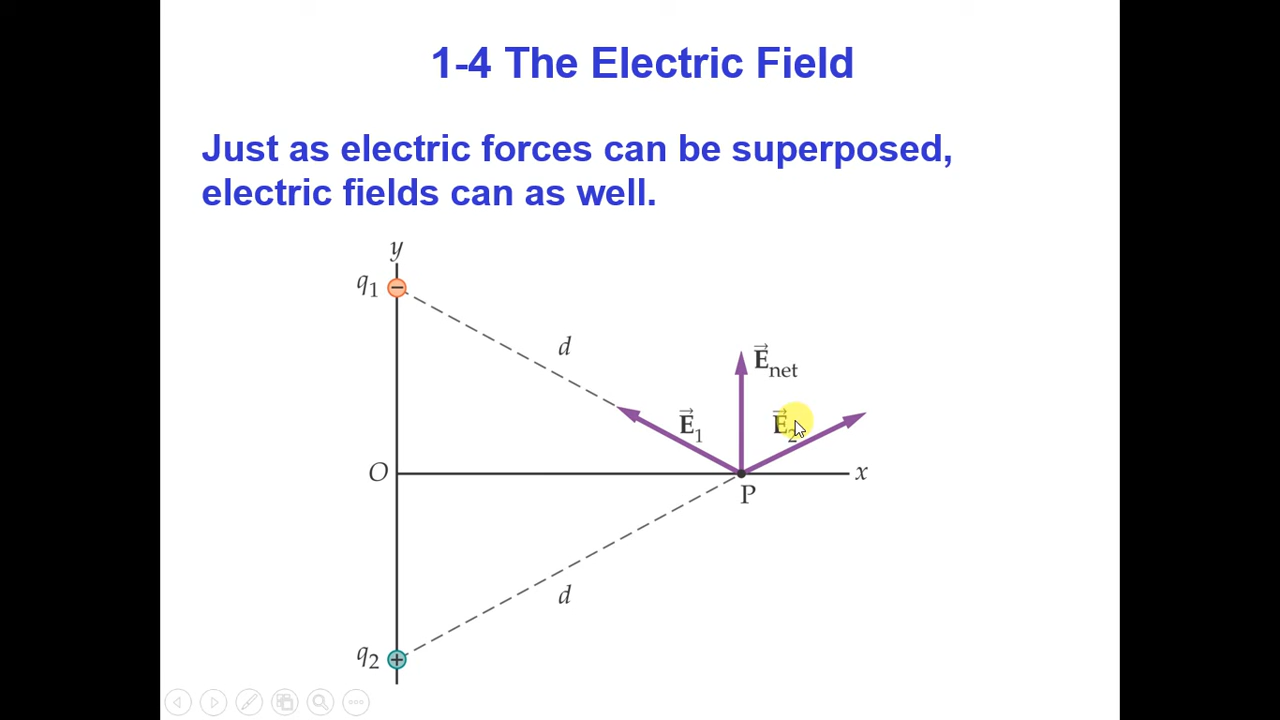 1-4 The Electric Field
Just as electric forces can be superposed,
electric fields can as well.
y
q₁ −
d
E⃗net
E⃗₁ E⃗₂
O x
P
d
q₂ +